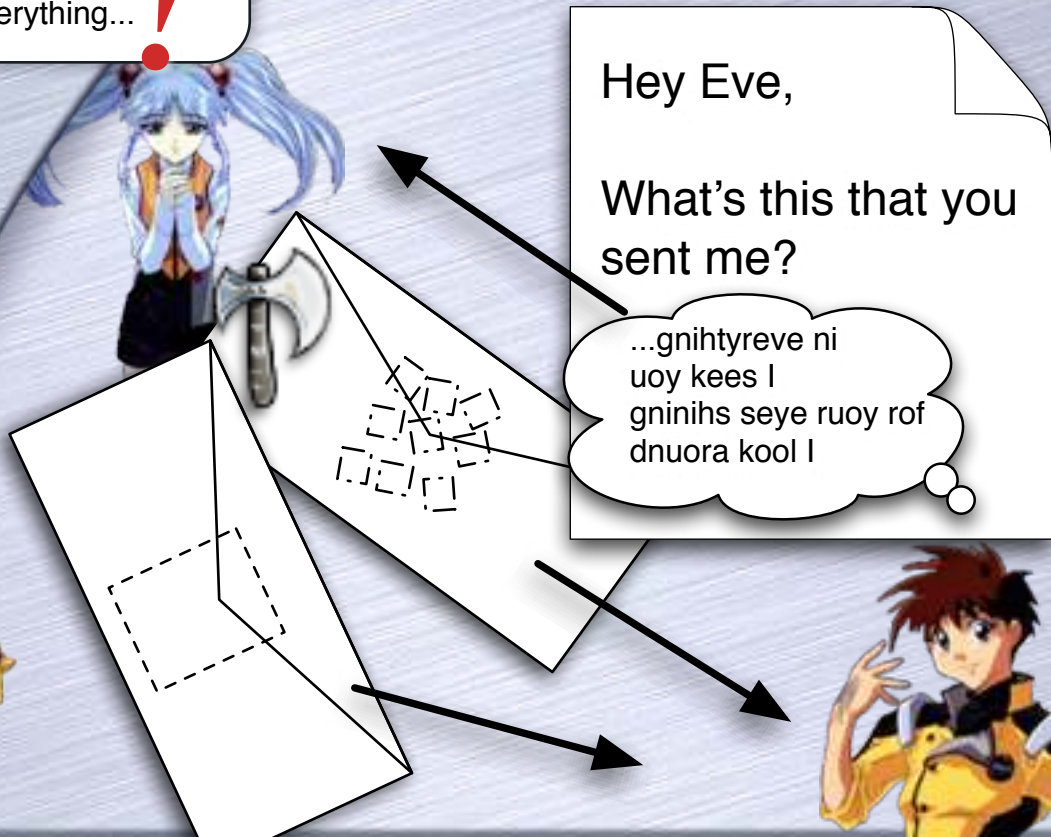 erything...
!
Hey Eve,
What's this that you
sent me?
...gnihtyreve ni
uoy kees I
gninihs seye ruoy rof
dnuora kool I